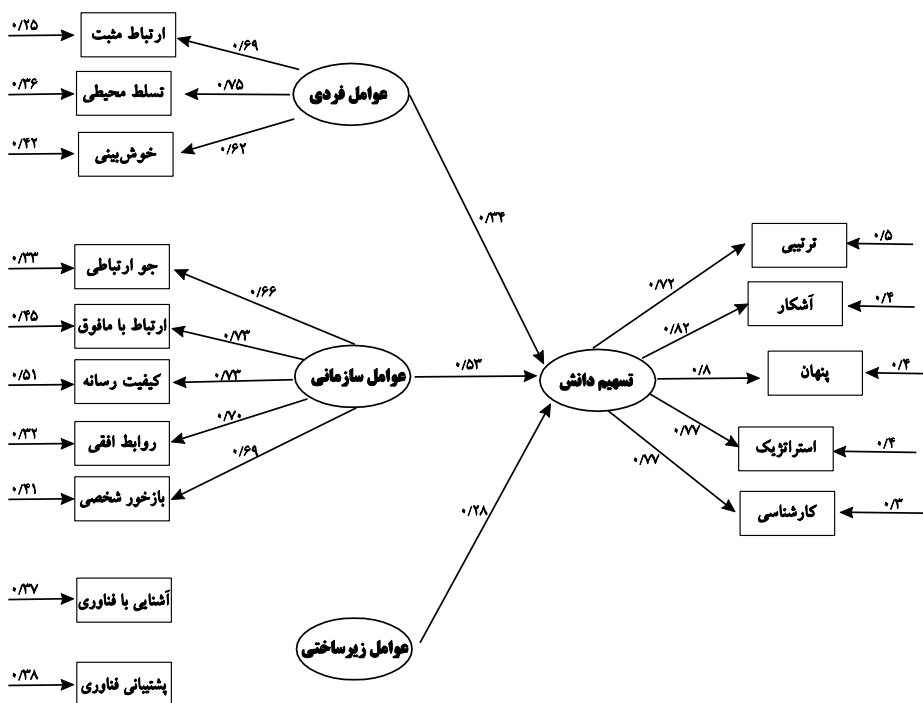 ۰/۲۵
ارتباط مثبت
۰/۶۹
۰/۳۶
تسلط محیطی
۰/۷۵
عوامل فردی
۰/۴۲
خوش‌بینی
۰/۶۲
۰/۳۴
۰/۳۳
جو ارتباطی
۰/۶۶
۰/۴۵
ارتباط با مافوق
۰/۷۳
۰/۵۱
کیفیت رسانه
۰/۷۳
عوامل سازمانی
۰/۵۳
۰/۳۲
روابط افقی
۰/۷۰
۰/۴۱
بازخور شخصی
۰/۶۹
تسهیم دانش
۰/۷۲
ترتیبی
۰/۵
۰/۸۲
آشکار
۰/۴
۰/۸
پنهان
۰/۴
۰/۷۷
استراتژیک
۰/۴
۰/۷۷
کارشناسی
۰/۳
۰/۲۸
۰/۳۷
آشنایی با فناوری
عوامل زیرساختی
۰/۳۸
پشتیبانی فناوری